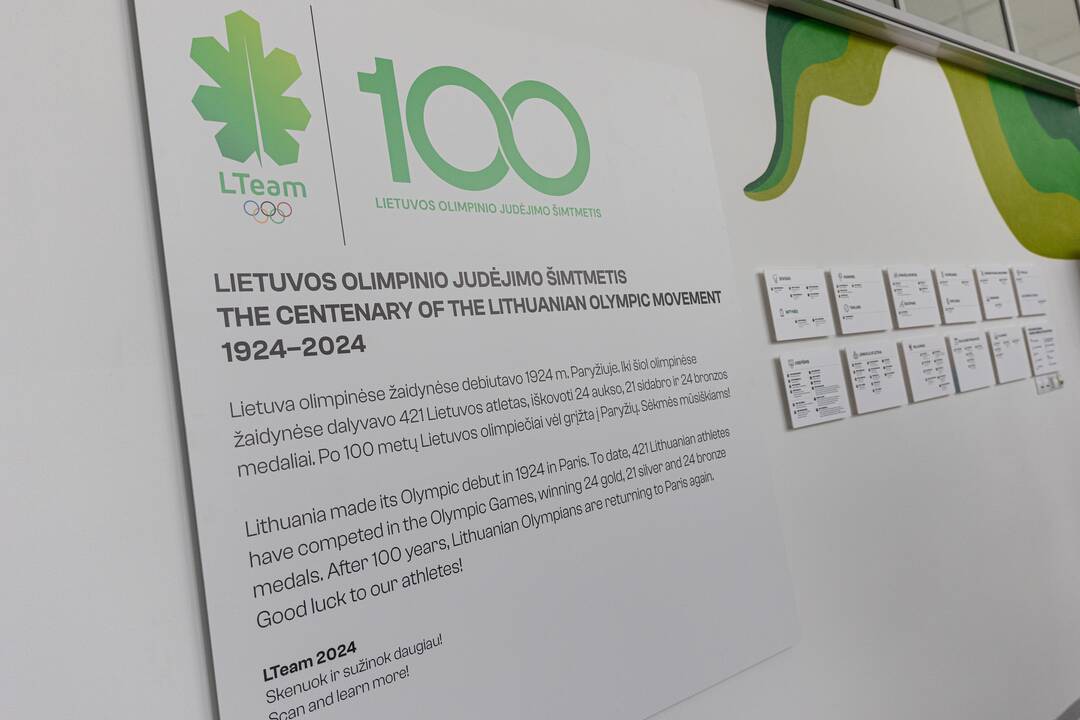 LTeam
100
LIETUVOS OLIMPINIO JUDĖJIMO ŠIMTMETIS
LIETUVOS OLIMPINIO JUDĖJIMO ŠIMTMETIS
THE CENTENARY OF THE LITHUANIAN OLYMPIC MOVEMENT
1924–2024
Lietuva olimpinėse žaidynėse debiutavo 1924 m. Paryžiuje. Iki šiol olimpinėse
žaidynėse dalyvavo 421 Lietuvos atletas, iškovoti 24 aukso, 21 sidabro ir 24 bronzos
medaliai. Po 100 metų Lietuvos olimpiečiai vėl grįžta į Paryžių. Sėkmės mūsiškiams!
Lithuania made its Olympic debut in 1924 in Paris. To date, 421 Lithuanian athletes
have competed in the Olympic Games, winning 24 gold, 21 silver and 24 bronze
medals. After 100 years, Lithuanian Olympians are returning to Paris again.
Good luck to our athletes!
LTeam 2024
Skenuok ir sužinok daugiau!
Scan and learn more!